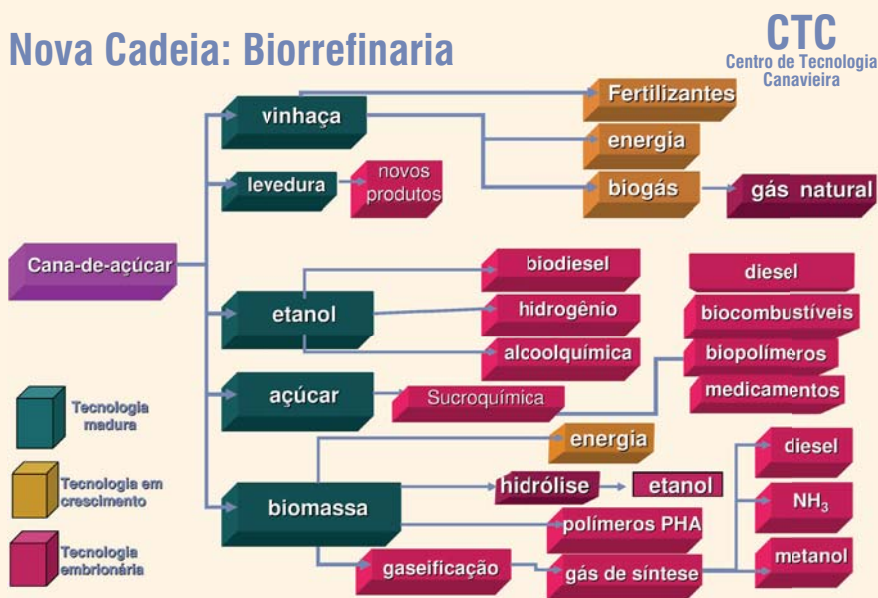 Nova Cadeia: Biorrefinaria
CTC
Centro de Tecnologia
Canavieira
Fertilizantes
vinhaça
energia
levedura
novos
produtos
biogás
gás natural
Cana-de-açúcar
biodiesel
diesel
etanol
hidrogênio
biocombustíveis
alcoolquímica
biopolímeros
açúcar
Sucroquímica
medicamentos
Tecnologia
madura
energia
diesel
Tecnologia em
crescimento
biomassa
hidrólise
etanol
NH₃
polímeros PHA
Tecnologia
embrionária
gaseificação
gás de síntese
metanol